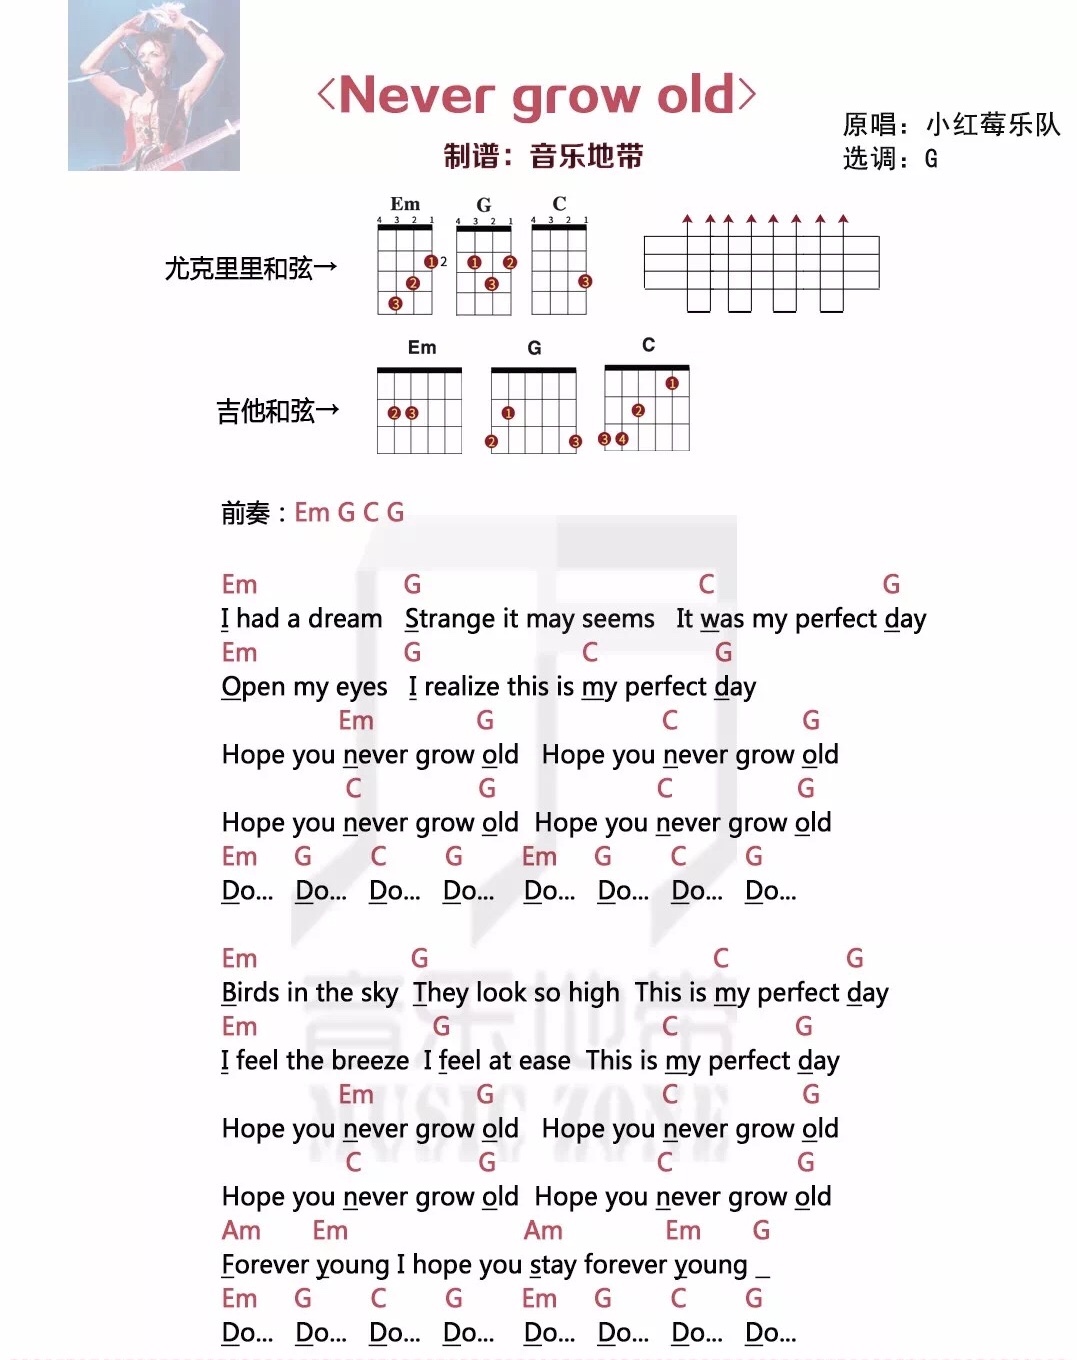 <Never grow old>
制谱：音乐地带
原唱：小红莓乐队
选调：G
Em G C
4 3 2 1 4 3 2 1 4 3 2 1
尤克里里和弦→
1 2 1 2
2 3 3
3
Em G C
吉他和弦→
1
2 3 1 2
2 3 3 4
前奏：Em G C G
Em G C G
I had a dream Strange it may seems It was my perfect day
Em G C G
Open my eyes I realize this is my perfect day
Em G C G
Hope you never grow old Hope you never grow old
C G C G
Hope you never grow old Hope you never grow old
Em G C G Em G C G
Do... Do... Do... Do... Do... Do... Do... Do...
Em G C G
Birds in the sky They look so high This is my perfect day
Em G C G
I feel the breeze I feel at ease This is my perfect day
Em G C G
Hope you never grow old Hope you never grow old
C G C G
Hope you never grow old Hope you never grow old
Am Em Am Em G
Forever young I hope you stay forever young _
Em G C G Em G C G
Do... Do... Do... Do... Do... Do... Do... Do...
音乐地带
MUSIC ZONE